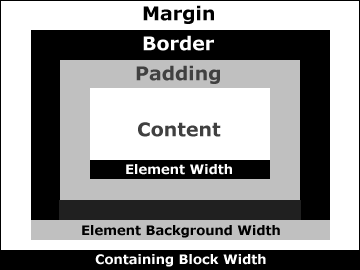 Margin
Border
Padding
Content
Element Width
Element Background Width
Containing Block Width